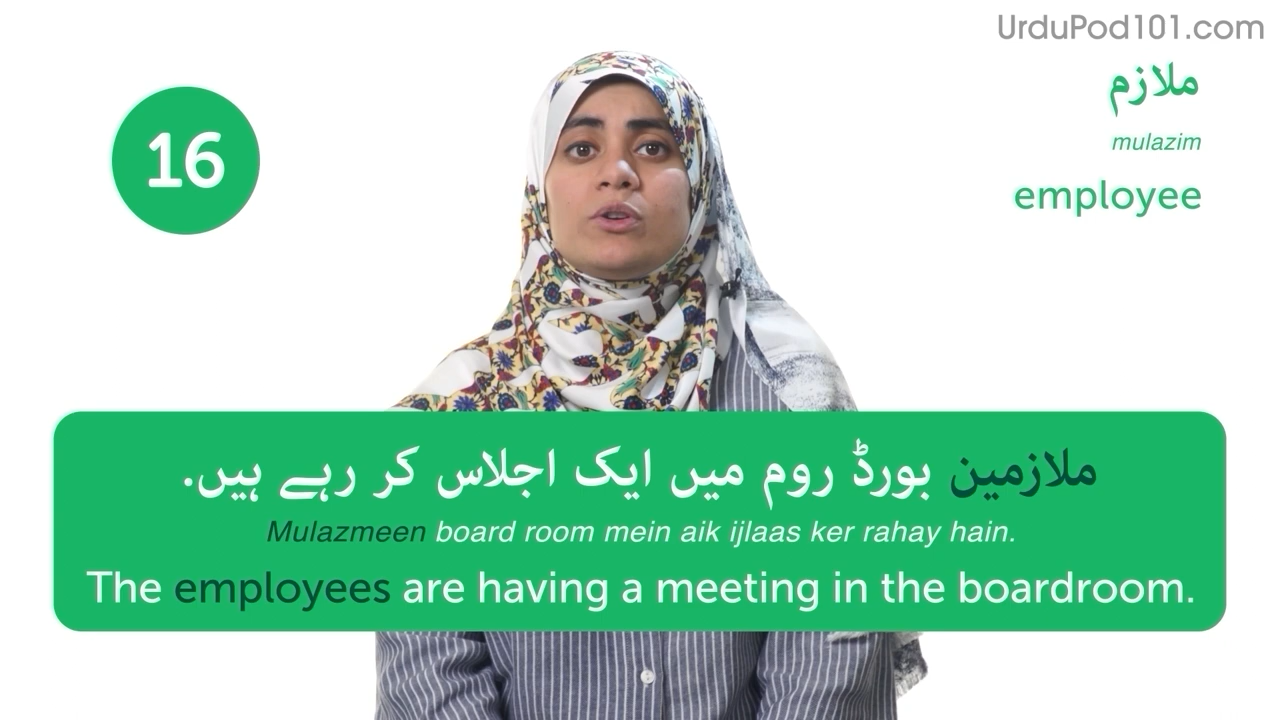 UrduPod101.com
16
ملازم
mulazim
employee
ملازمین بورڈ روم میں ایک اجلاس کر رہے ہیں.
Mulazmeen board room mein aik ijlaas ker rahay hain.
The employees are having a meeting in the boardroom.